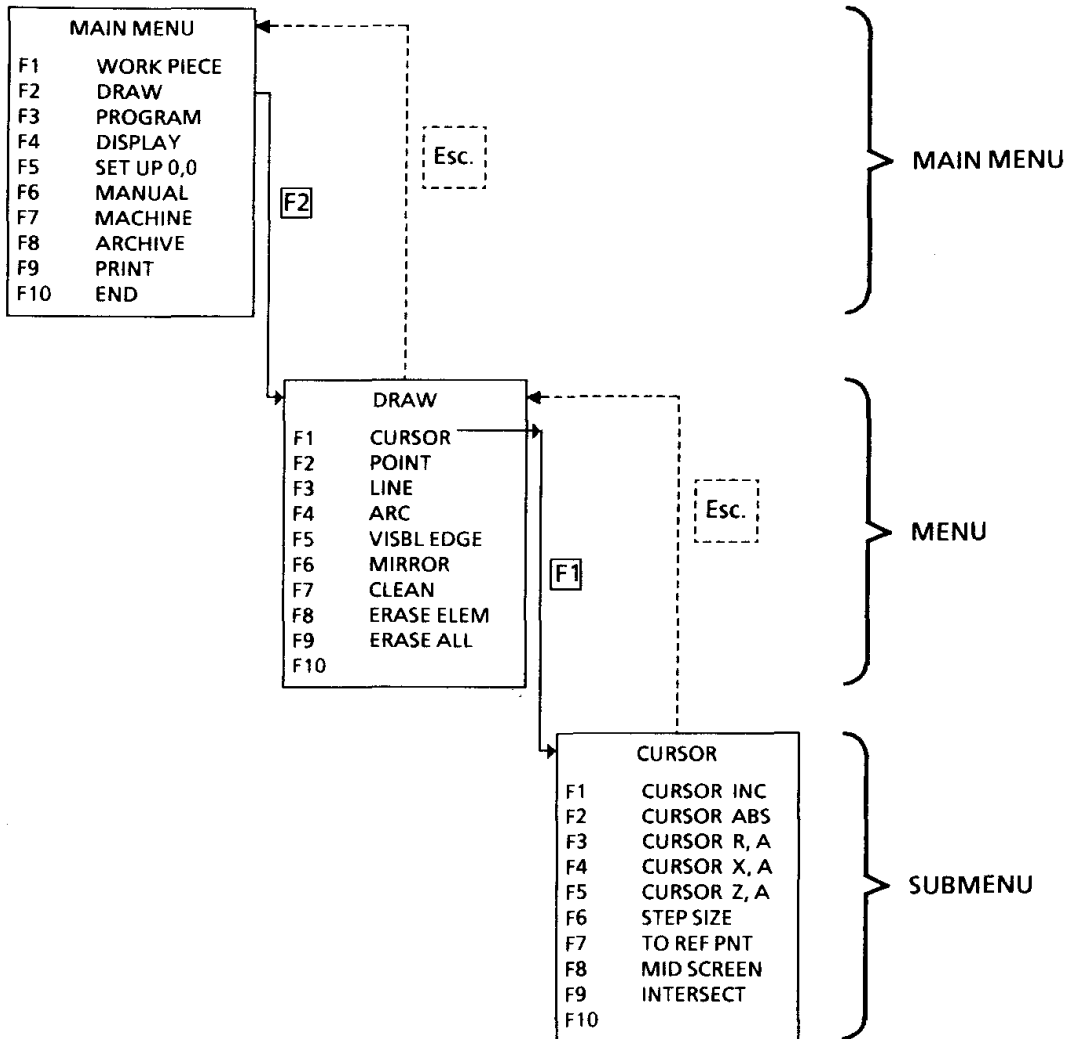 MAIN MENU
F1 WORK PIECE
F2 DRAW
F3 PROGRAM
F4 DISPLAY
F5 SET UP 0,0
F6 MANUAL
F7 MACHINE
F8 ARCHIVE
F9 PRINT
F10 END
Esc.
F2
MAIN MENU
DRAW
F1 CURSOR
F2 POINT
F3 LINE
F4 ARC
F5 VISBL EDGE
F6 MIRROR
F7 CLEAN
F8 ERASE ELEM
F9 ERASE ALL
F10
Esc.
F1
MENU
CURSOR
F1 CURSOR INC
F2 CURSOR ABS
F3 CURSOR R, A
F4 CURSOR X, A
F5 CURSOR Z, A
F6 STEP SIZE
F7 TO REF PNT
F8 MID SCREEN
F9 INTERSECT
F10
SUBMENU